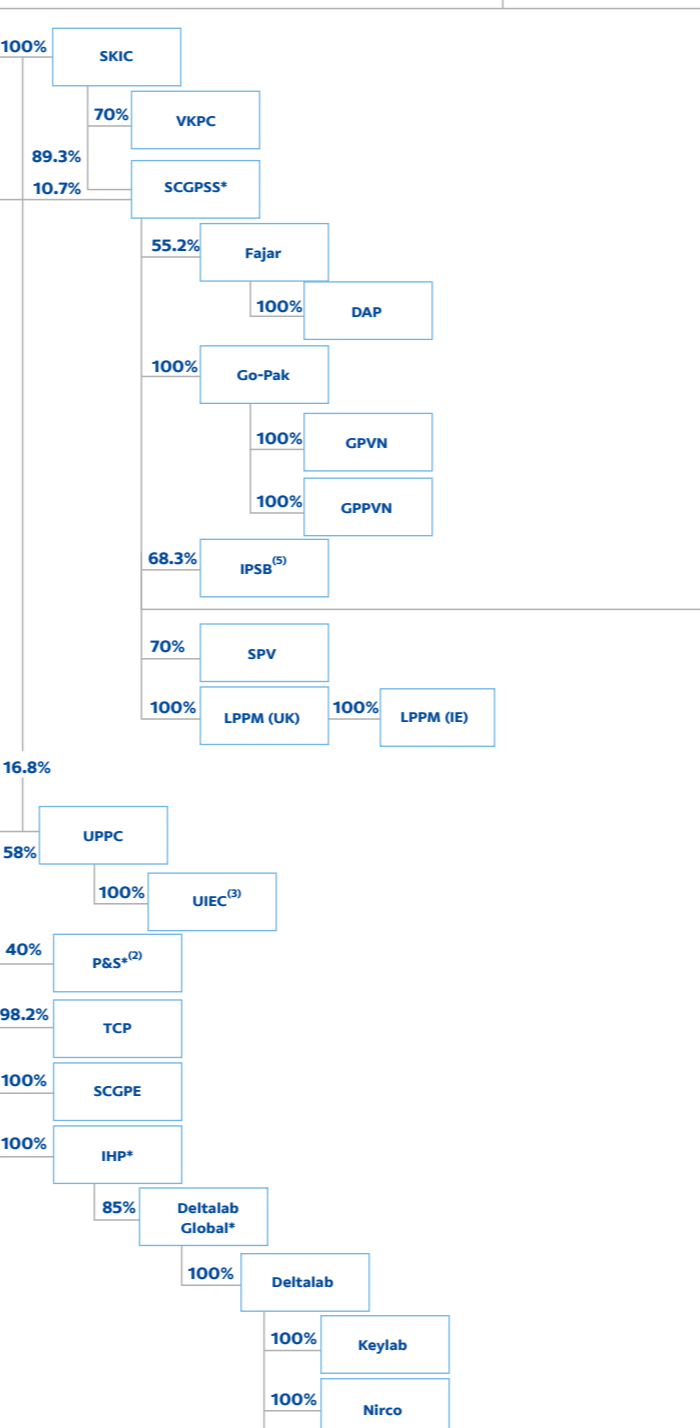 100%
SKIC
70%
VKPC
89.3%
10.7%
SCGPSS*
55.2%
Fajar
100%
DAP
100%
Go-Pak
100%
GPVN
100%
GPPVN
68.3%
IPSB(5)
70%
SPV
100%
LPPM (UK)
100%
LPPM (IE)
16.8%
UPPC
58%
100%
UIEC(3)
40%
P&S*(2)
98.2%
TCP
100%
SCGPE
100%
IHP*
85%
Deltalab
Global*
100%
Deltalab
100%
Keylab
100%
Nirco